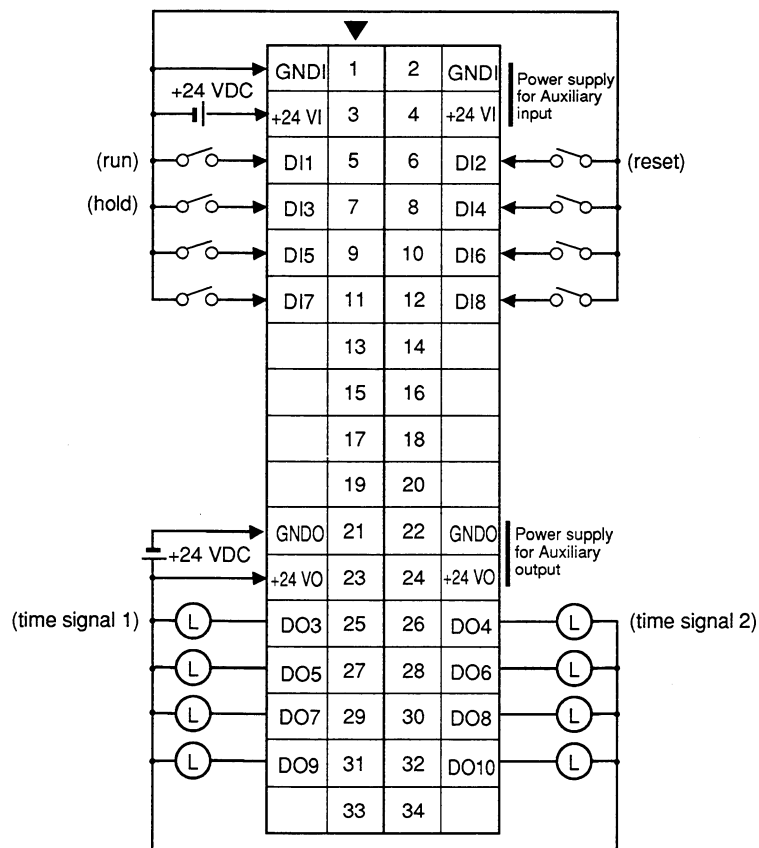 GNDI 1 2 GNDI
Power supply
for Auxiliary
input
+24 VDC
+24 VI 3 4 +24 VI
(run) DI1 5 6 DI2 (reset)
(hold) DI3 7 8 DI4
DI5 9 10 DI6
DI7 11 12 DI8
13 14
15 16
17 18
19 20
GNDO 21 22 GNDO
Power supply
for Auxiliary
output
+24 VDC
+24 VO 23 24 +24 VO
(time signal 1) L DO3 25 26 DO4 L (time signal 2)
L DO5 27 28 DO6 L
L DO7 29 30 DO8 L
L DO9 31 32 DO10 L
33 34